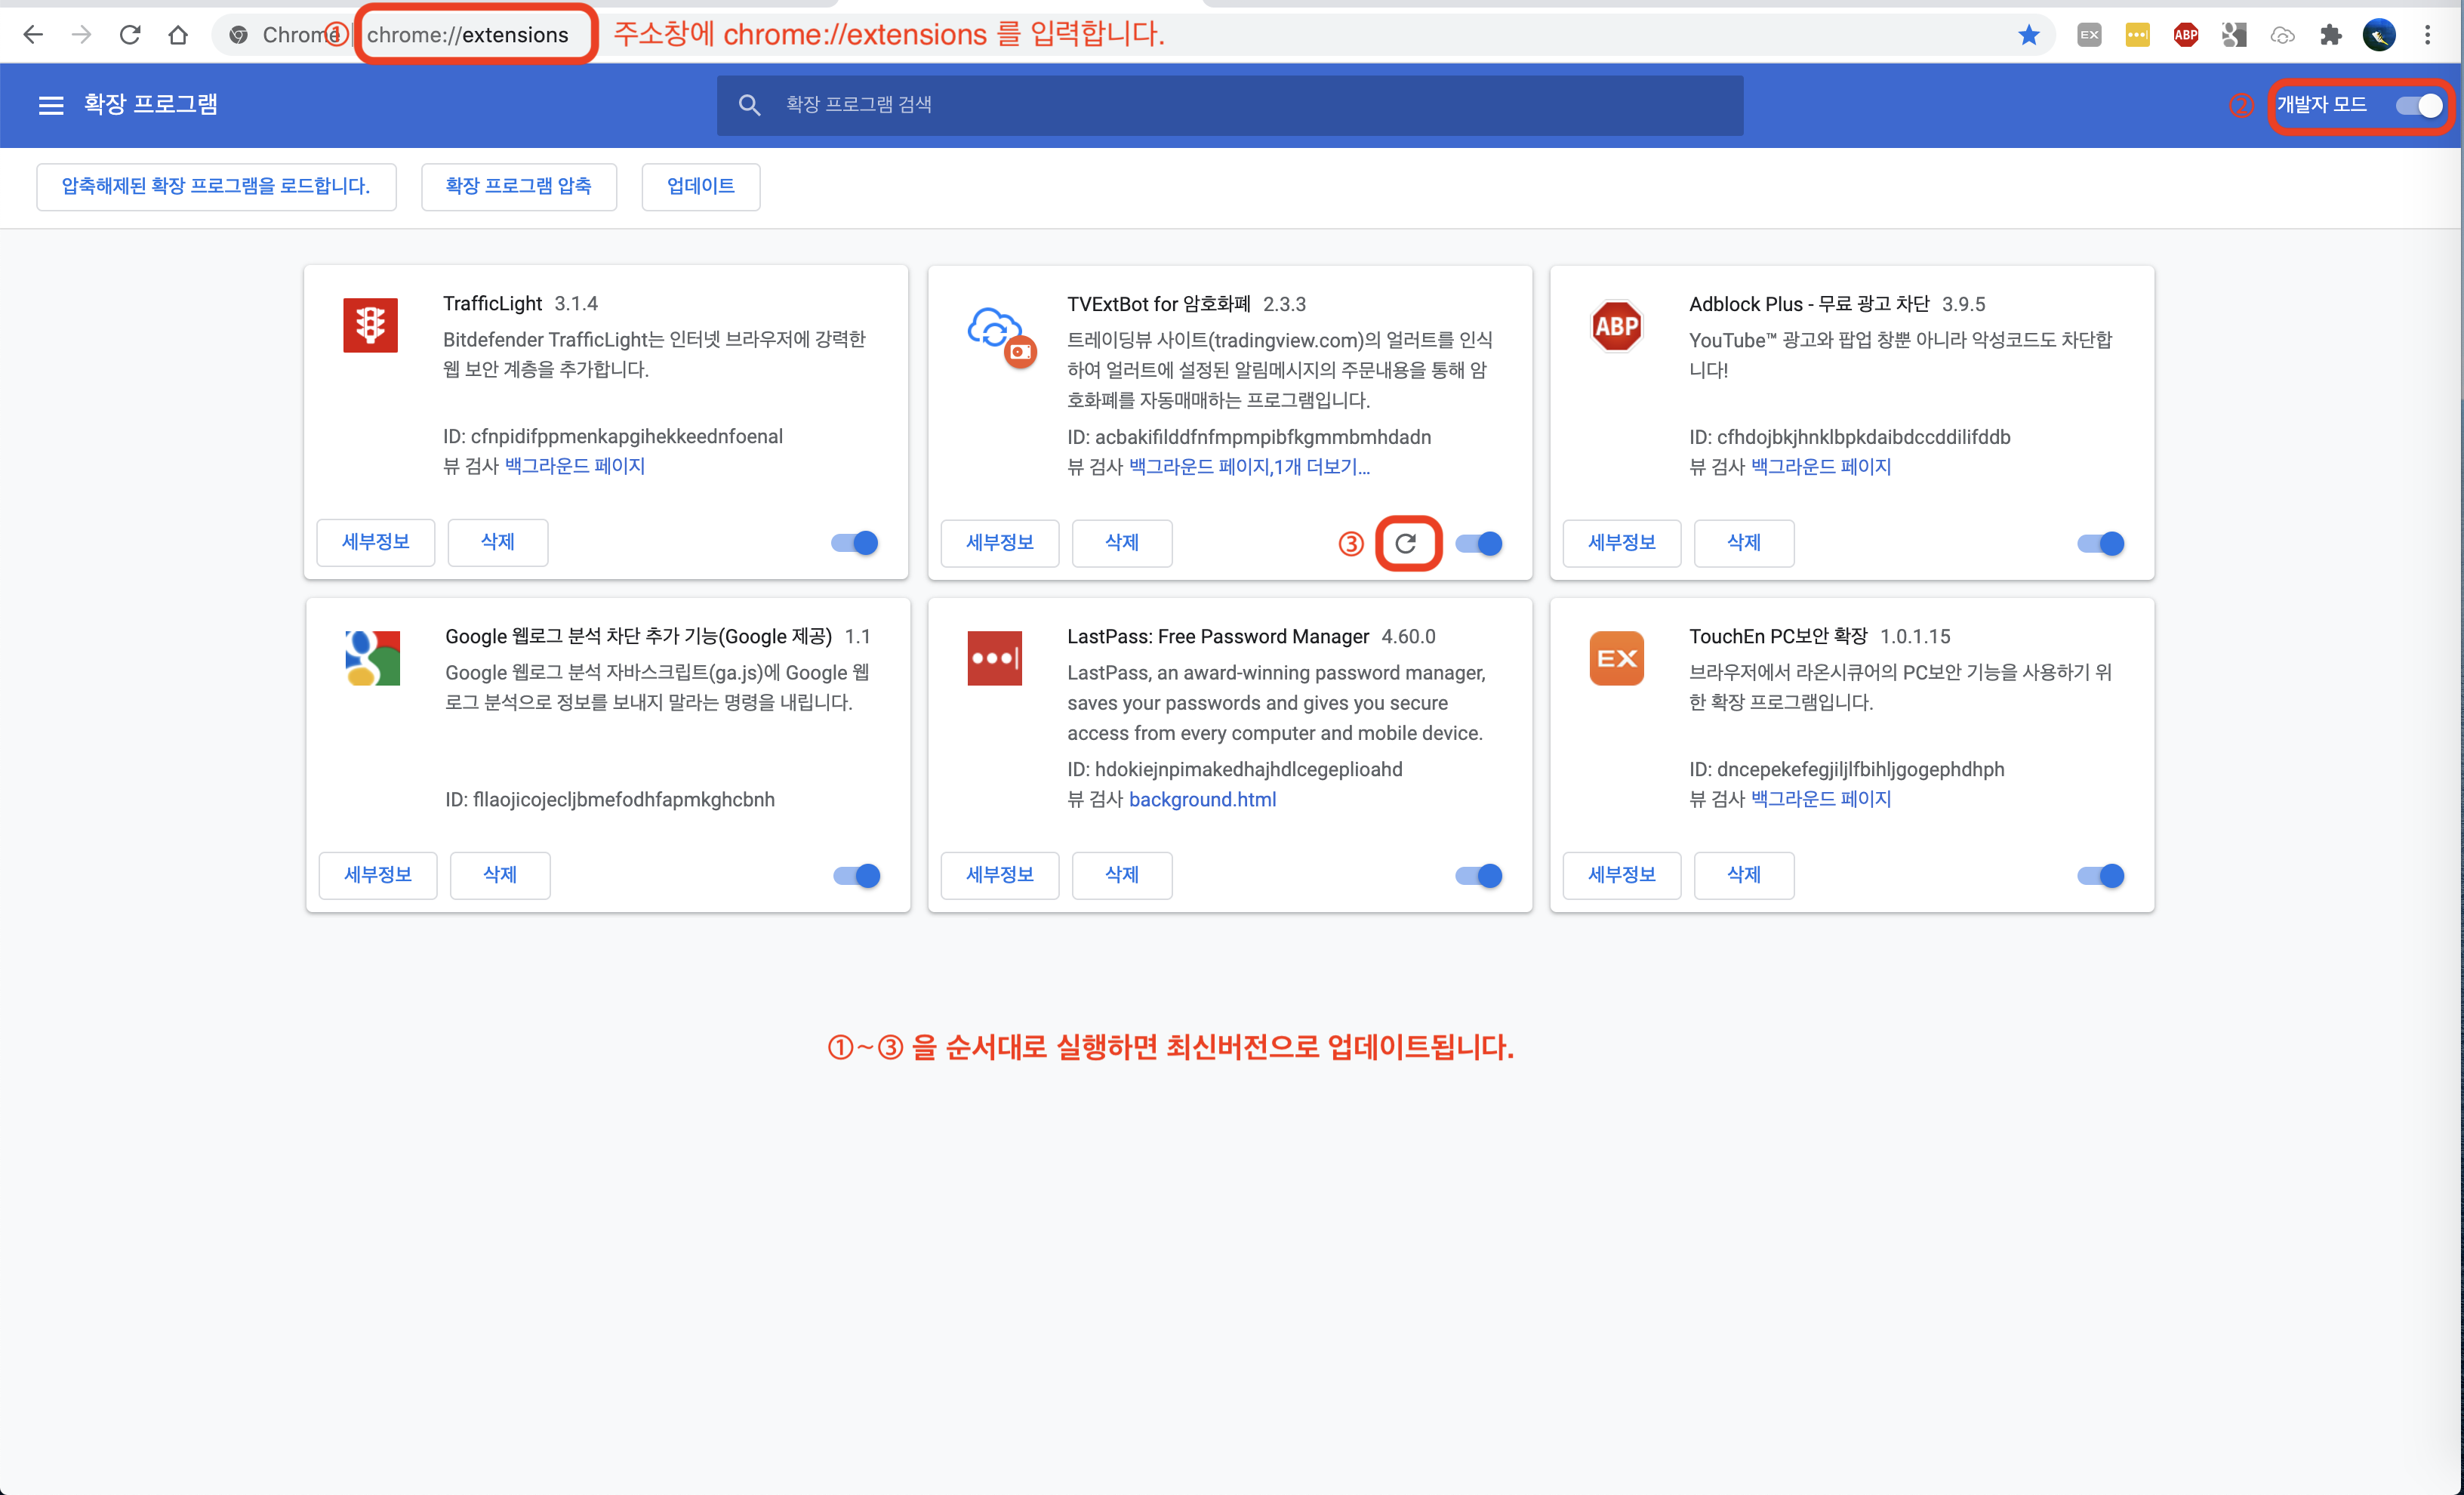 Chrome ① chrome://extensions 주소창에 chrome://extensions 를 입력합니다.
EX ABP
확장 프로그램 확장 프로그램 검색 ② 개발자 모드
압축해제된 확장 프로그램을 로드합니다. 확장 프로그램 압축 업데이트
TrafficLight 3.1.4
Bitdefender TrafficLight는 인터넷 브라우저에 강력한
웹 보안 계층을 추가합니다.
ID: cfnpidifppmenkapgihekkeednfoenal
뷰 검사 백그라운드 페이지
세부정보 삭제
TVExtBot for 암호화폐 2.3.3
트레이딩뷰 사이트(tradingview.com)의 얼러트를 인식
하여 얼러트에 설정된 알림메시지의 주문내용을 통해 암
호화폐를 자동매매하는 프로그램입니다.
ID: acbakifilddfnfmpmpibfkgmmbmhdadn
뷰 검사 백그라운드 페이지,1개 더보기...
세부정보 삭제 ③
ABP
Adblock Plus - 무료 광고 차단 3.9.5
YouTube™ 광고와 팝업 창뿐 아니라 악성코드도 차단합
니다!
ID: cfhdojbkjhnklbpkdaibdccddilifddb
뷰 검사 백그라운드 페이지
세부정보 삭제
Google 웹로그 분석 차단 추가 기능(Google 제공) 1.1
Google 웹로그 분석 자바스크립트(ga.js)에 Google 웹
로그 분석으로 정보를 보내지 말라는 명령을 내립니다.
ID: fllaojicojecljbmefodhfapmkghcbnh
세부정보 삭제
LastPass: Free Password Manager 4.60.0
LastPass, an award-winning password manager,
saves your passwords and gives you secure
access from every computer and mobile device.
ID: hdokiejnpimakedhajhdlcegeplioahd
뷰 검사 background.html
세부정보 삭제
EX
TouchEn PC보안 확장 1.0.1.15
브라우저에서 라온시큐어의 PC보안 기능을 사용하기 위
한 확장 프로그램입니다.
ID: dncepekefegjiljlfbihljgogephdhph
뷰 검사 백그라운드 페이지
세부정보 삭제
①~③ 을 순서대로 실행하면 최신버전으로 업데이트됩니다.